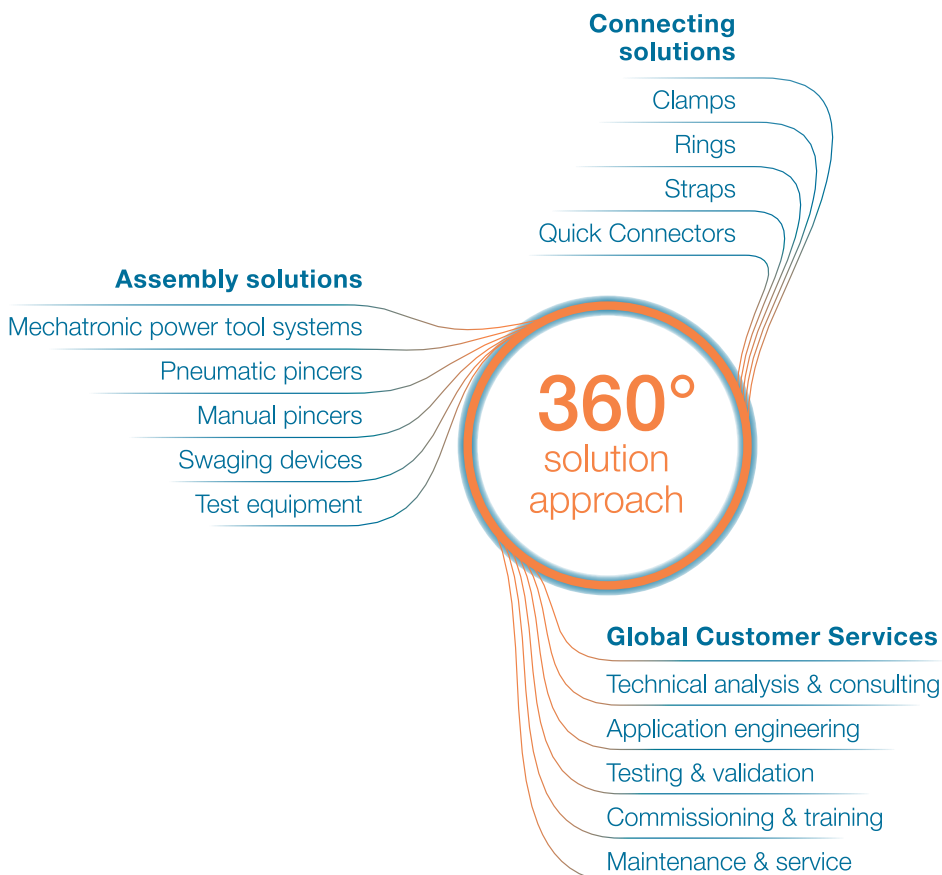 Connecting
solutions
Clamps
Rings
Straps
Quick Connectors
Assembly solutions
Mechatronic power tool systems
Pneumatic pincers
Manual pincers
Swaging devices
Test equipment
360°
solution
approach
Global Customer Services
Technical analysis & consulting
Application engineering
Testing & validation
Commissioning & training
Maintenance & service